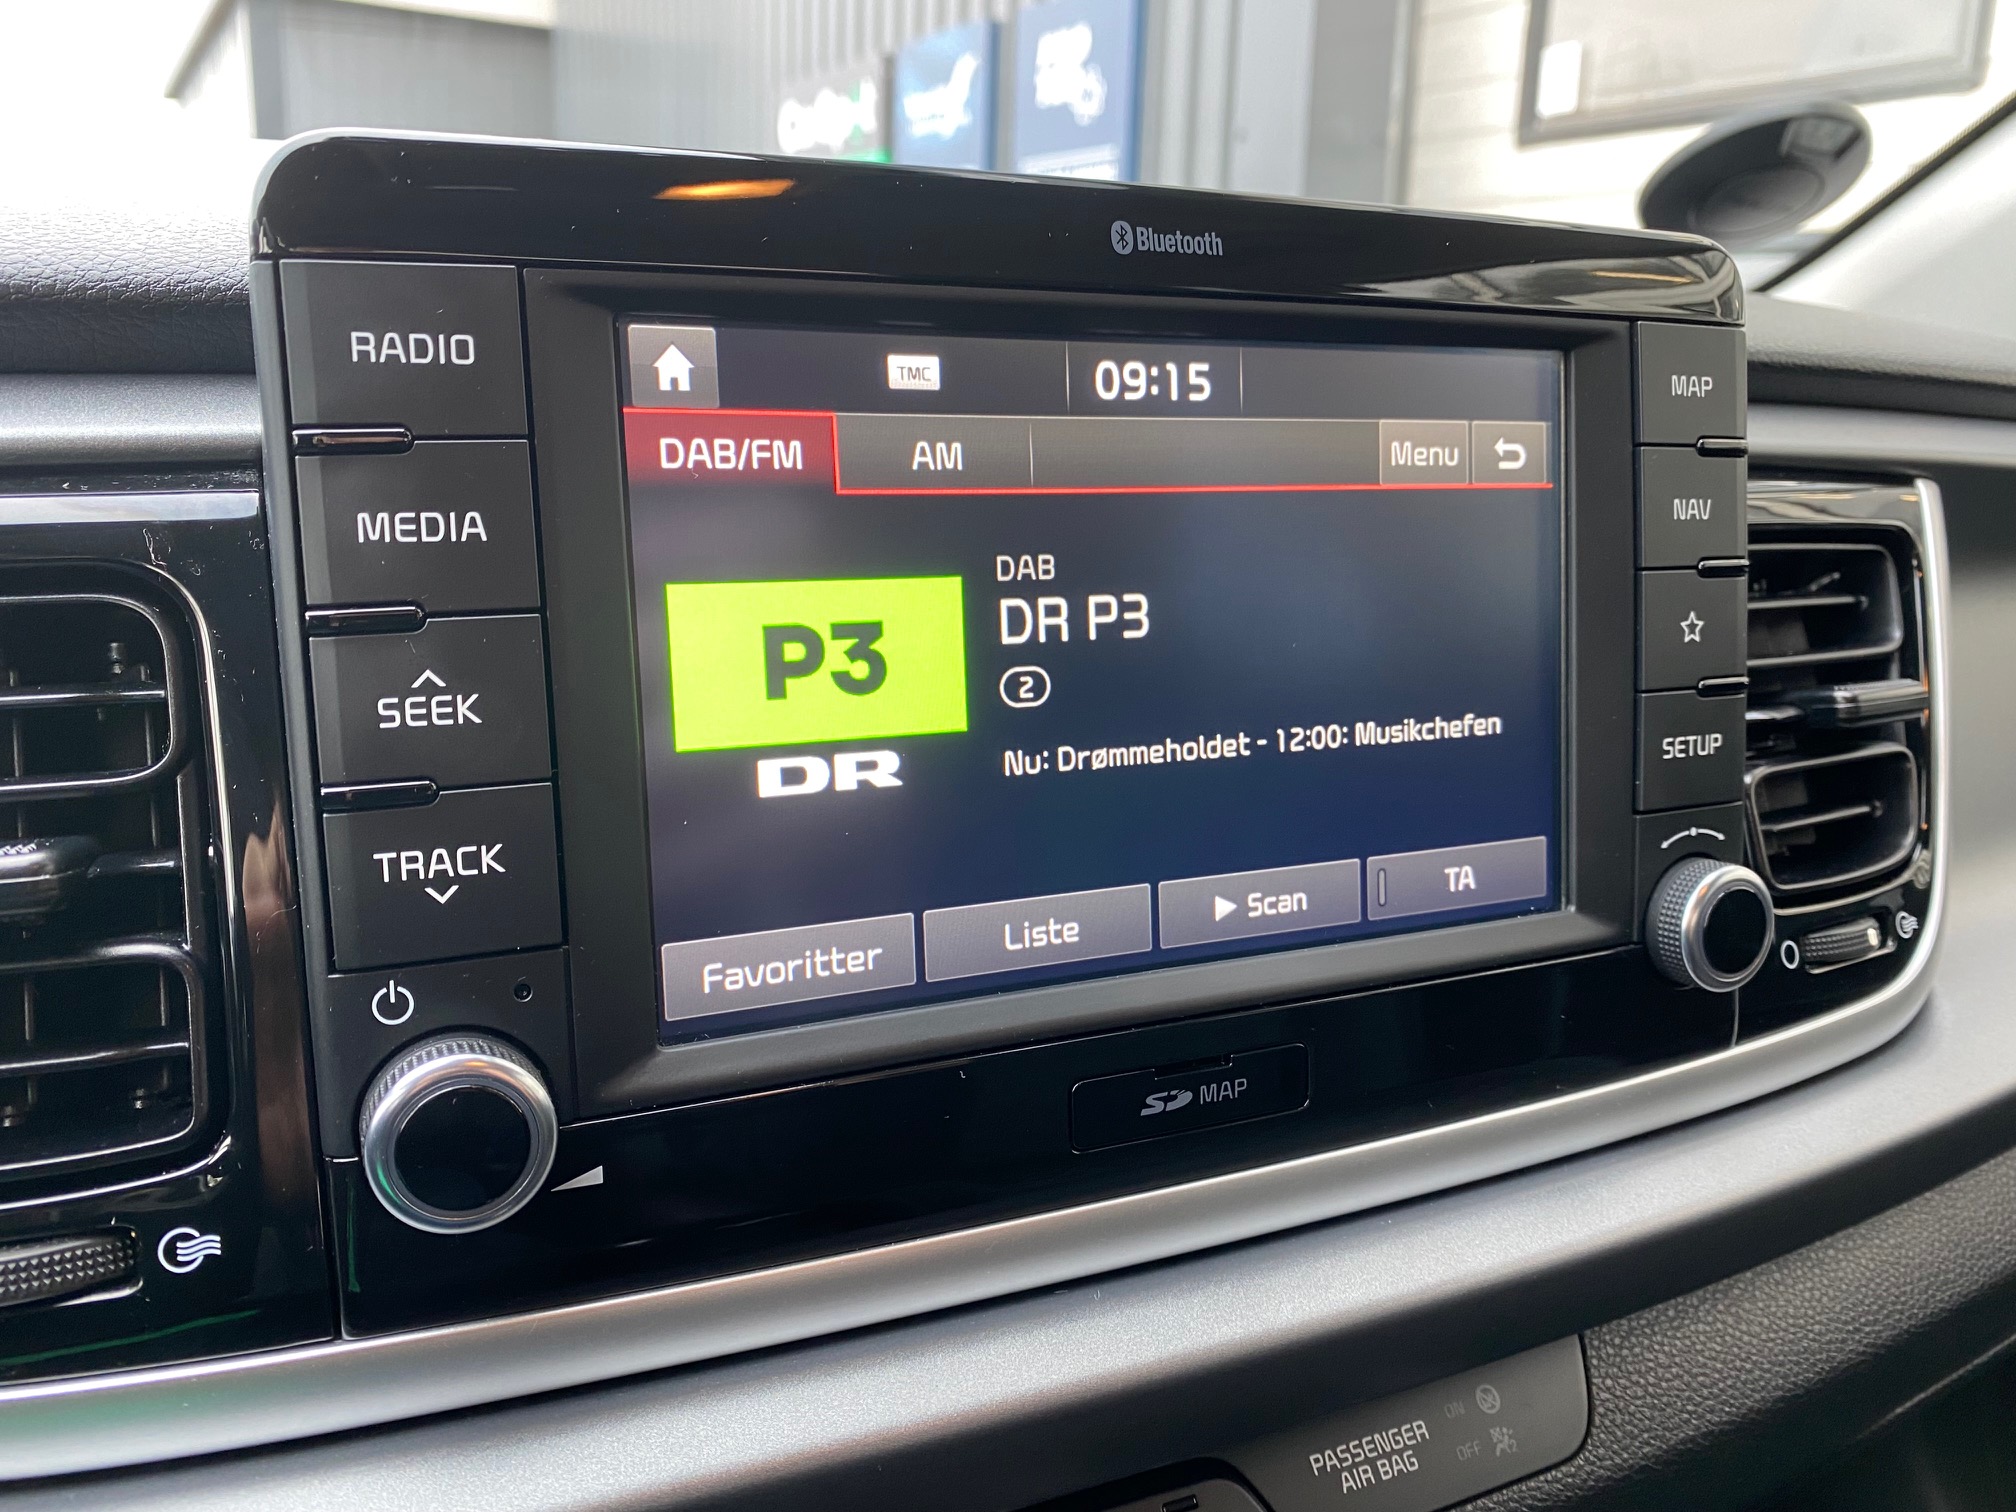 Bluetooth
RADIO
MEDIA
SEEK
TRACK
TMC
09:15
DAB/FM
AM
Menu
P3
DR
DAB
DR P3
2
Nu: Drømmeholdet - 12:00: Musikchefen
Favoritter
Liste
Scan
TA
MAP
NAV
SETUP
SD MAP
PASSENGER
AIR BAG
ON
OFF